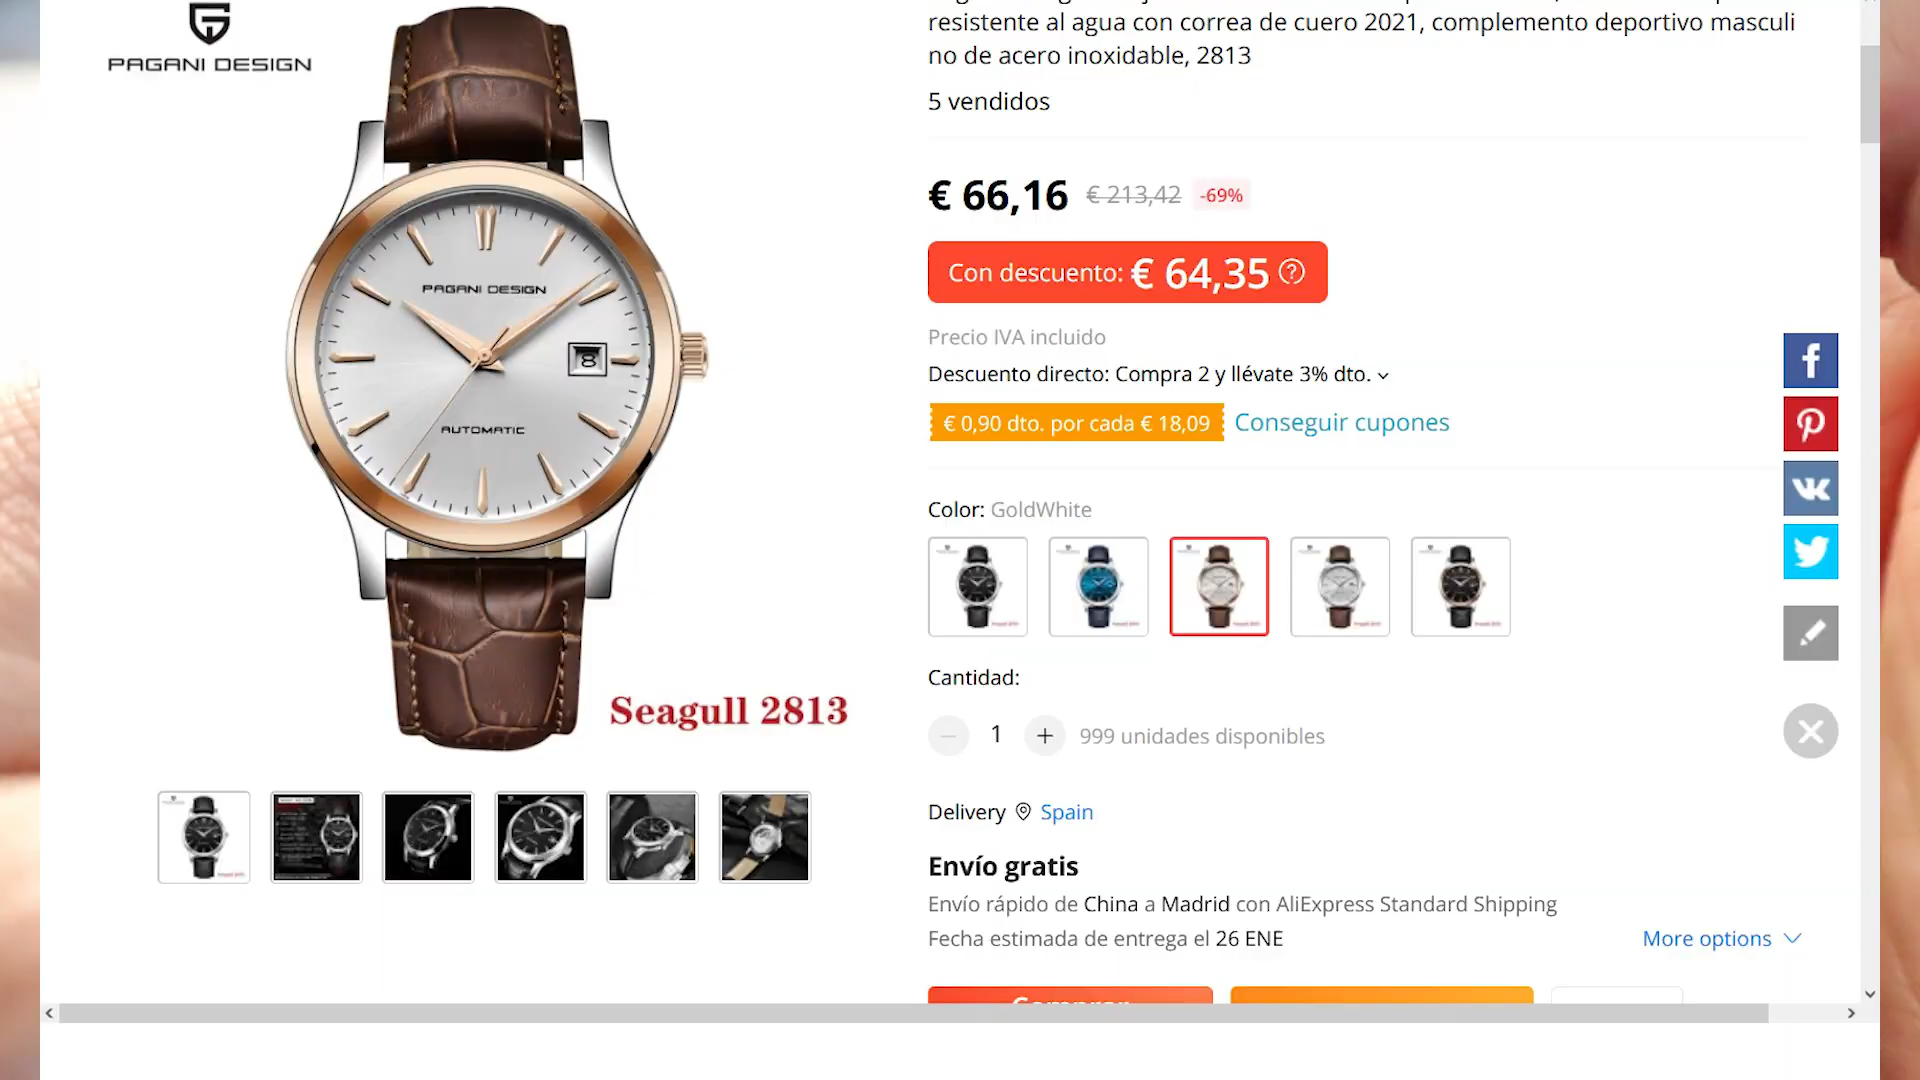 PAGANI DESIGN
PAGANI DESIGN
8
AUTOMATIC
Seagull 2813
resistente al agua con correa de cuero 2021, complemento deportivo masculi
no de acero inoxidable, 2813
5 vendidos
€ 66,16 € 213,42 -69%
Con descuento: € 64,35 ?
Precio IVA incluido
Descuento directo: Compra 2 y llévate 3% dto.
€ 0,90 dto. por cada € 18,09 Conseguir cupones
Color: GoldWhite
Cantidad:
− 1 + 999 unidades disponibles
Delivery Spain
Envío gratis
Envío rápido de China a Madrid con AliExpress Standard Shipping
Fecha estimada de entrega el 26 ENE More options